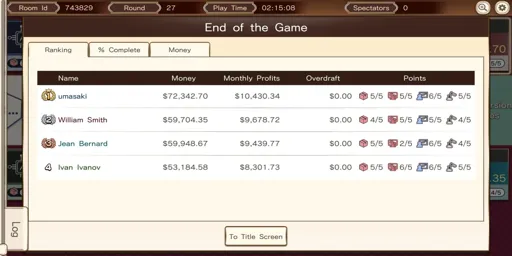 Room Id 743829 Round 27 Play Time 02:15:08 Spectators 0
End of the Game
Ranking % Complete Money
Name Money Monthly Profits Overdraft Points
1 umasaki $72,342.70 $10,430.34 $0.00 5/5 5/5 6/5 5/5
2 William Smith $59,704.35 $9,678.72 $0.00 4/5 5/5 5/5 5/5
3 Jean Bernard $59,948.67 $9,439.77 $0.00 5/5 2/5 6/5 4/5
4 Ivan Ivanov $53,184.58 $8,301.73 $0.00 5/5 6/5 6/5 5/5
Log
To Title Screen